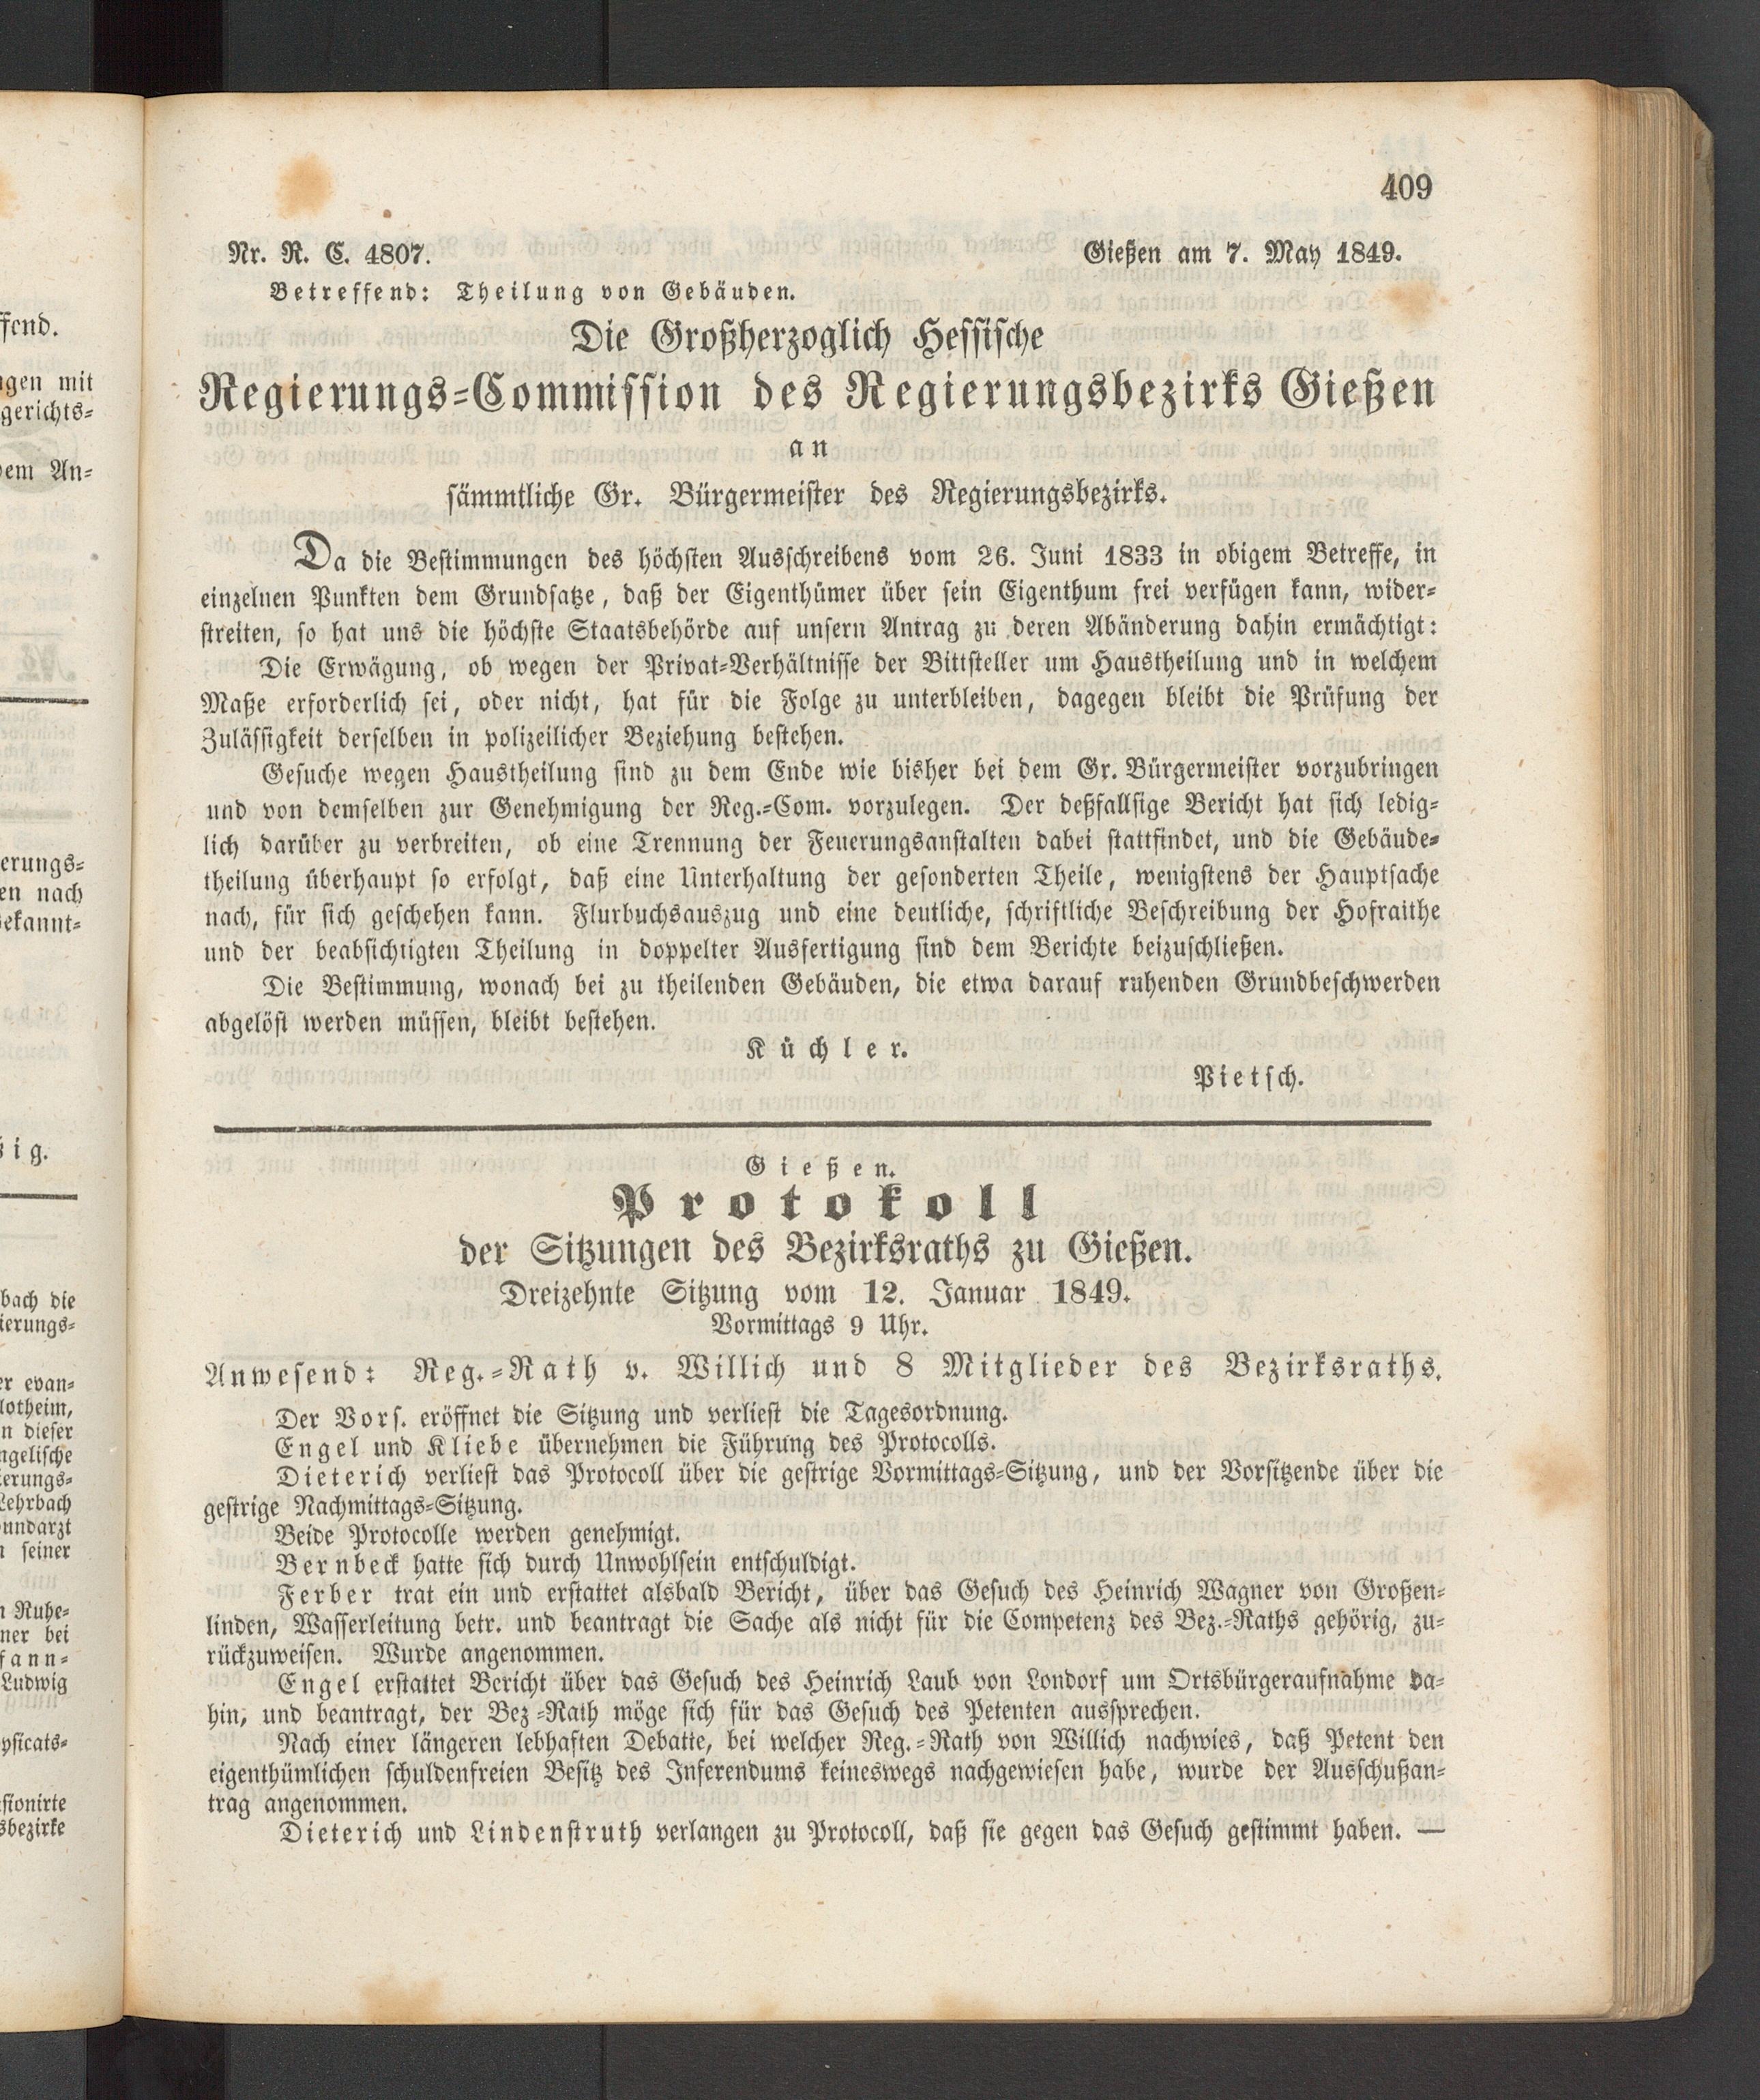 409
Nr. R. C. 4807.
Gießen am 7. May 1849.
Betreffend: Theilung von Gebäuden.
Die Großherzoglich Hessische
Regierungs-Commission des Regierungsbezirks Gießen
an
sämmtliche Gr. Bürgermeister des Regierungsbezirks.
Da die Bestimmungen des höchsten Ausschreibens vom 26. Juni 1833 in obigem Betreffe, in
einzelnen Punkten dem Grundsatze, daß der Eigenthümer über sein Eigenthum frei verfügen kann, wider-
streiten, so hat uns die höchste Staatsbehörde auf unsern Antrag zu deren Abänderung dahin ermächtigt:
Die Erwägung, ob wegen der Privat-Verhältnisse der Bittsteller um Haustheilung und in welchem
Maße erforderlich sei, oder nicht, hat für die Folge zu unterbleiben, dagegen bleibt die Prüfung der
Zulässigkeit derselben in polizeilicher Beziehung bestehen.
Gesuche wegen Haustheilung sind zu dem Ende wie bisher bei dem Gr. Bürgermeister vorzubringen
und von demselben zur Genehmigung der Reg.-Com. vorzulegen. Der deßfallsige Bericht hat sich ledig-
lich darüber zu verbreiten, ob eine Trennung der Feuerungsanstalten dabei stattfindet, und die Gebäude-
theilung überhaupt so erfolgt, daß eine Unterhaltung der gesonderten Theile, wenigstens der Hauptsache
nach, für sich geschehen kann. Flurbuchsauszug und eine deutliche, schriftliche Beschreibung der Hofraithe
und der beabsichtigten Theilung in doppelter Ausfertigung sind dem Berichte beizuschließen.
Die Bestimmung, wonach bei zu theilenden Gebäuden, die etwa darauf ruhenden Grundbeschwerden
abgelöst werden müssen, bleibt bestehen.
Küchler.
Pietsch.
Gießen.
Protokoll
der Sitzungen des Bezirksraths zu Gießen.
Dreizehnte Sitzung vom 12. Januar 1849.
Vormittags 9 Uhr.
Anwesend: Reg.-Rath v. Willich und 8 Mitglieder des Bezirksraths.
Der Vors. eröffnet die Sitzung und verliest die Tagesordnung.
Engel und Kliebe übernehmen die Führung des Protocolls.
Dieterich verliest das Protocoll über die gestrige Vormittags-Sitzung, und der Vorsitzende über die
gestrige Nachmittags-Sitzung.
Beide Protocolle werden genehmigt.
Bernbeck hatte sich durch Unwohlsein entschuldigt.
Ferber trat ein und erstattet alsbald Bericht, über das Gesuch des Heinrich Wagner von Großen-
linden, Wasserleitung betr. und beantragt die Sache als nicht für die Competenz des Bez.-Raths gehörig, zu-
rückzuweisen. Wurde angenommen.
Engel erstattet Bericht über das Gesuch des Heinrich Laub von Londorf um Ortsbürgeraufnahme da-
hin, und beantragt, der Bez-Rath möge sich für das Gesuch des Petenten aussprechen.
Nach einer längeren lebhaften Debatte, bei welcher Reg.-Rath von Willich nachwies, daß Petent den
eigenthümlichen schuldenfreien Besitz des Inferendums keineswegs nachgewiesen habe, wurde der Ausschußan-
trag angenommen.
Dieterich und Lindenstruth verlangen zu Protocoll, daß sie gegen das Gesuch gestimmt haben. —